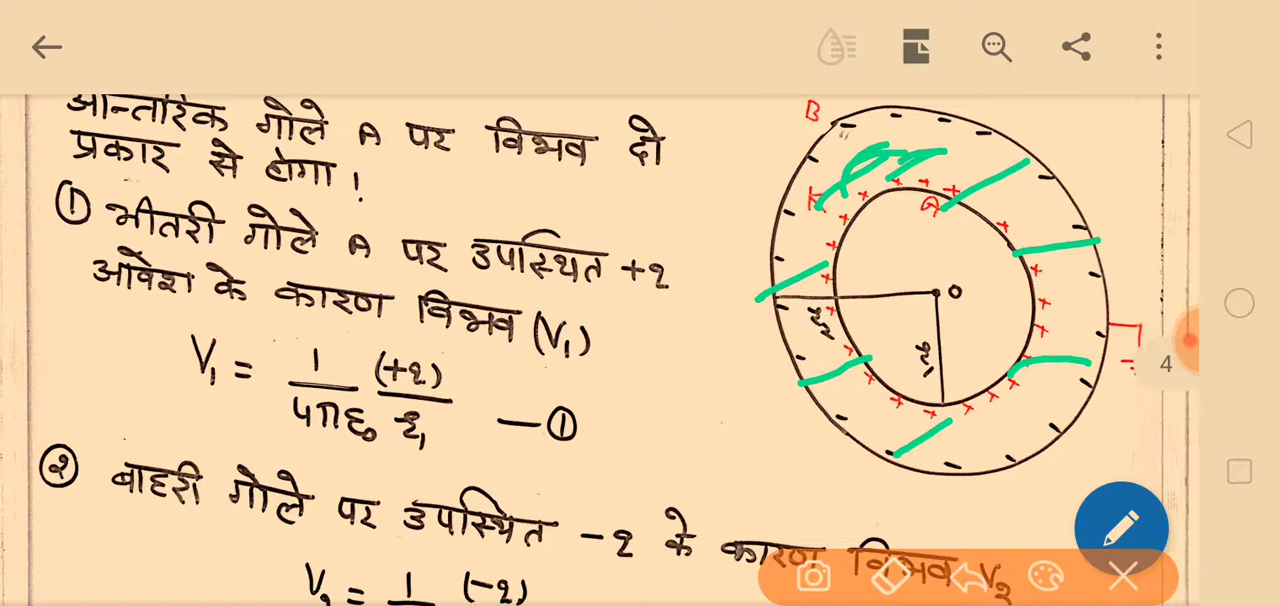 आन्तरिक गोले A पर विभव दो
प्रकार से होगा!
① भीतरी गोले A पर उपस्थित +q
आवेश के कारण विभव (V₁)
V₁ = 1/4πε₀ (+q)/r₁ —①
② बाहरी गोले पर उपस्थित -q के कारण विभव V₂
V₂ = 1 (-q)
B
K
A
O
r₂
r₁
4